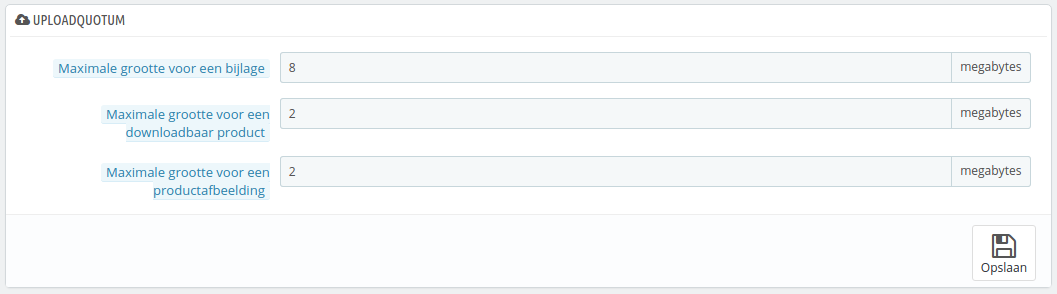 UPLOADQUOTUM
Maximale grootte voor een bijlage 8 megabytes
Maximale grootte voor een 2 megabytes
downloadbaar product
Maximale grootte voor een 2 megabytes
productafbeelding
Opslaan